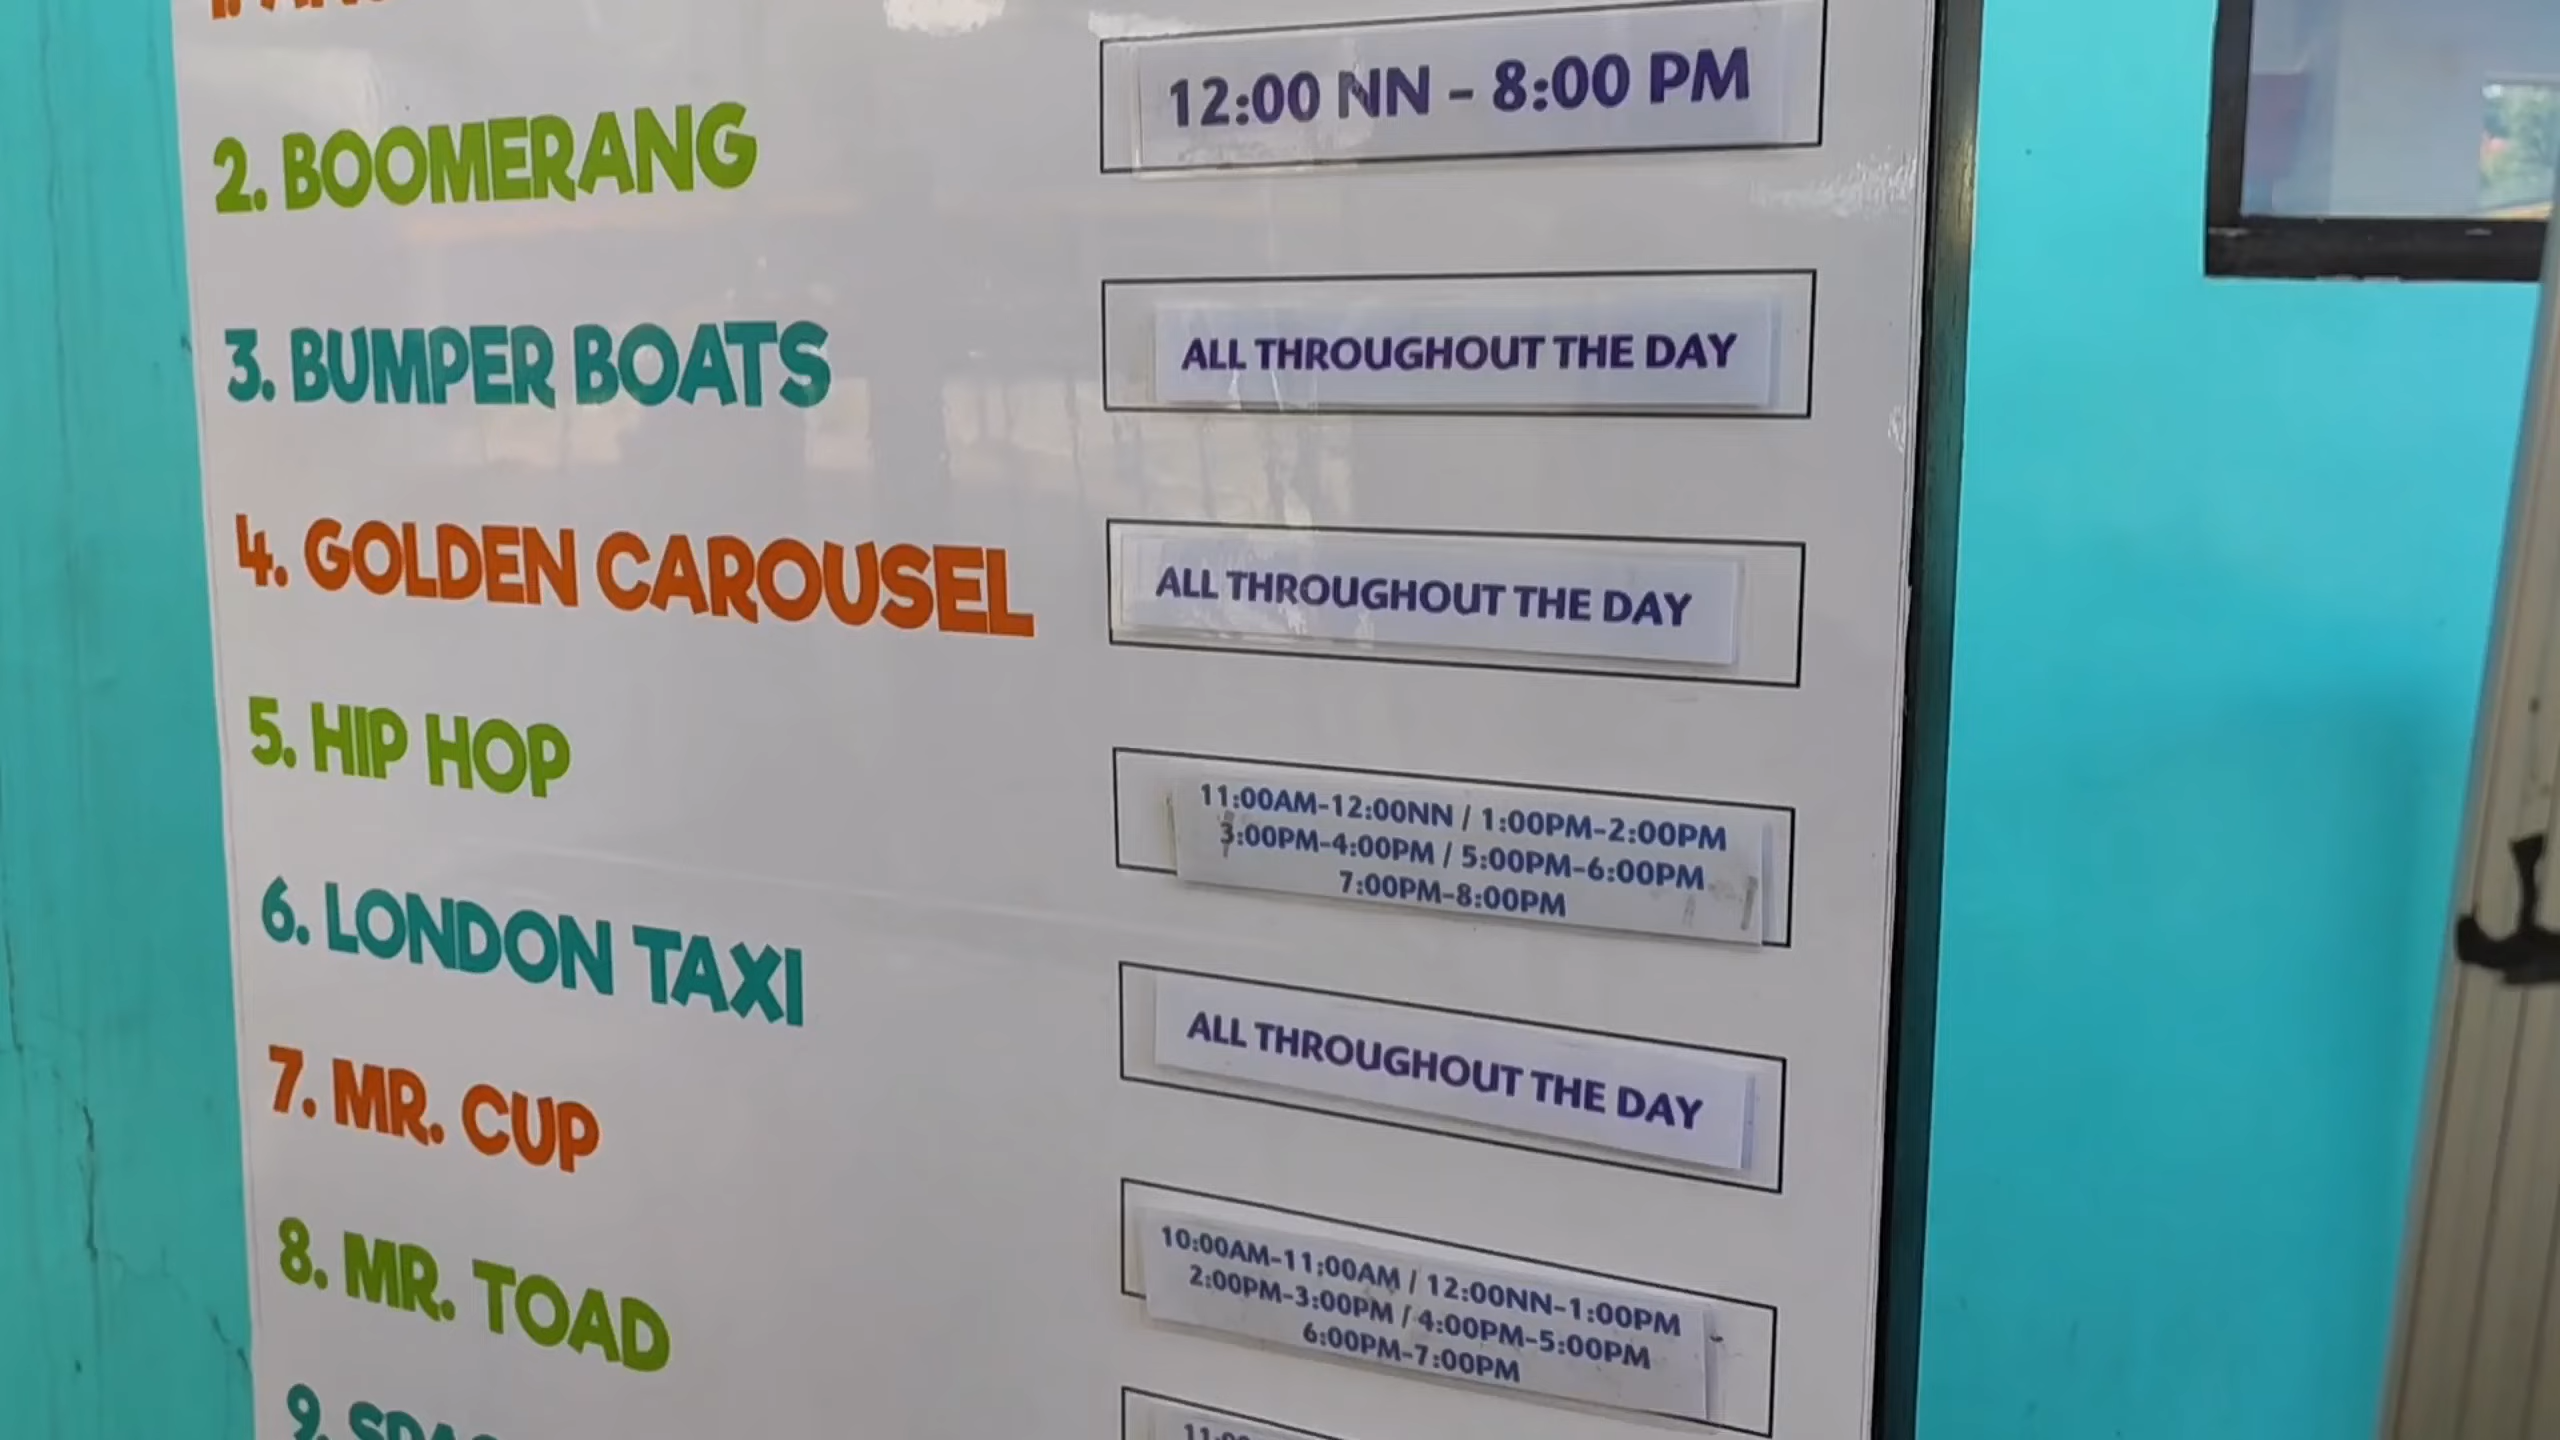 12:00 NN - 8:00 PM
2. BOOMERANG
ALL THROUGHOUT THE DAY
3. BUMPER BOATS
ALL THROUGHOUT THE DAY
4. GOLDEN CAROUSEL
11:00AM-12:00NN / 1:00PM-2:00PM
3:00PM-4:00PM / 5:00PM-6:00PM
7:00PM-8:00PM
5. HIP HOP
ALL THROUGHOUT THE DAY
6. LONDON TAXI
10:00AM-11:00AM / 12:00NN-1:00PM
2:00PM-3:00PM / 4:00PM-5:00PM
6:00PM-7:00PM
7. MR. CUP
8. MR. TOAD
9.